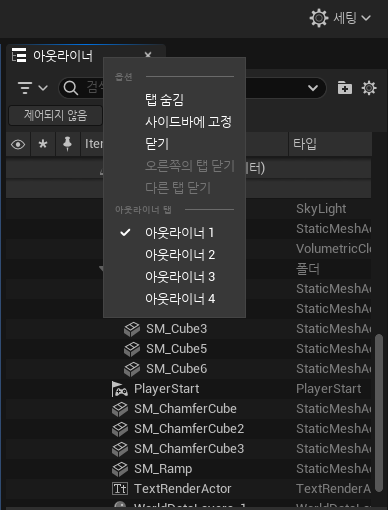 세팅
아웃라이너
검색
제어되지 않음
Item
타입
옵션
탭 숨김
사이드바에 고정
닫기
오른쪽의 탭 닫기
다른 탭 닫기
아웃라이너 탭
아웃라이너 1
아웃라이너 2
아웃라이너 3
아웃라이너 4
터)
SkyLight
StaticMeshA
VolumetricClo
폴더
StaticMeshA
StaticMeshA
SM_Cube3 StaticMeshA
SM_Cube5 StaticMeshA
SM_Cube6 StaticMeshA
PlayerStart PlayerStart
SM_ChamferCube StaticMeshA
SM_ChamferCube2 StaticMeshA
SM_ChamferCube3 StaticMeshA
SM_Ramp StaticMeshA
TextRenderActor TextRenderA
WorldDataLayers-1